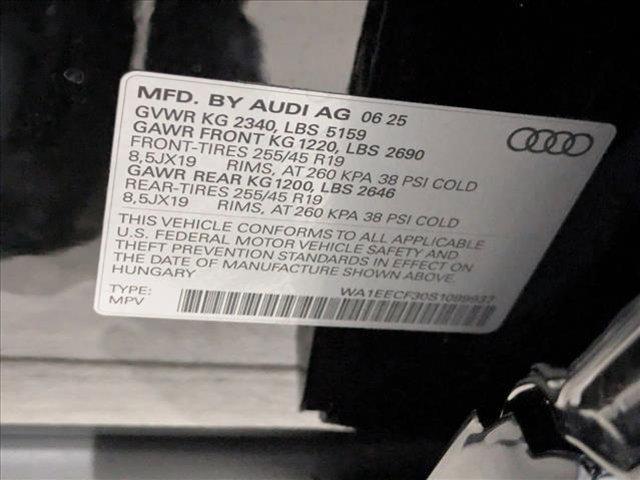 MFD. BY AUDI AG 06 25
GVWR KG 2340, LBS 5159
GAWR FRONT KG 1220, LBS 2690
FRONT-TIRES 255/45 R19
8,5JX19 RIMS, AT 260 KPA 38 PSI COLD
GAWR REAR KG 1200, LBS 2646
REAR-TIRES 255/45 R19
8,5JX19 RIMS, AT 260 KPA 38 PSI COLD
THIS VEHICLE CONFORMS TO ALL APPLICABLE
U.S. FEDERAL MOTOR VEHICLE SAFETY AND
THEFT PREVENTION STANDARDS IN EFFECT ON
THE DATE OF MANUFACTURE SHOWN ABOVE.
HUNGARY
WA1EECF30S1099937
TYPE:
MPV